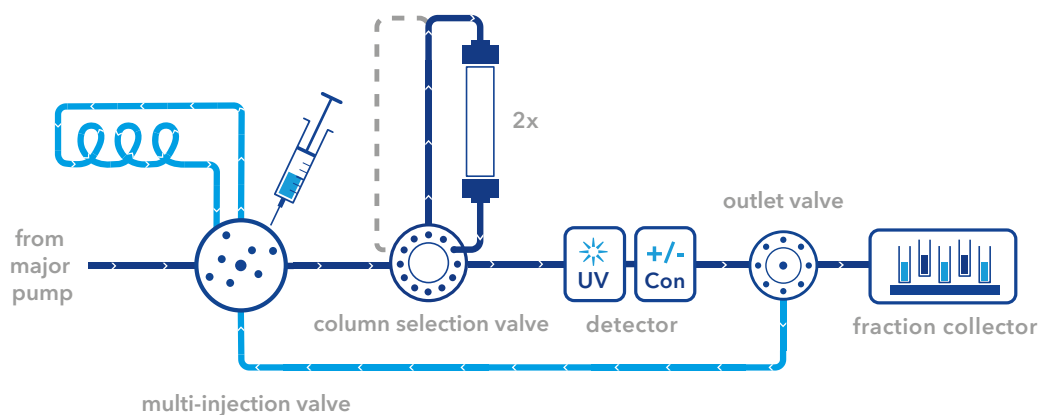 2x
outlet valve
from
major
pump
UV
+/-
Con
column selection valve
detector
fraction collector
multi-injection valve